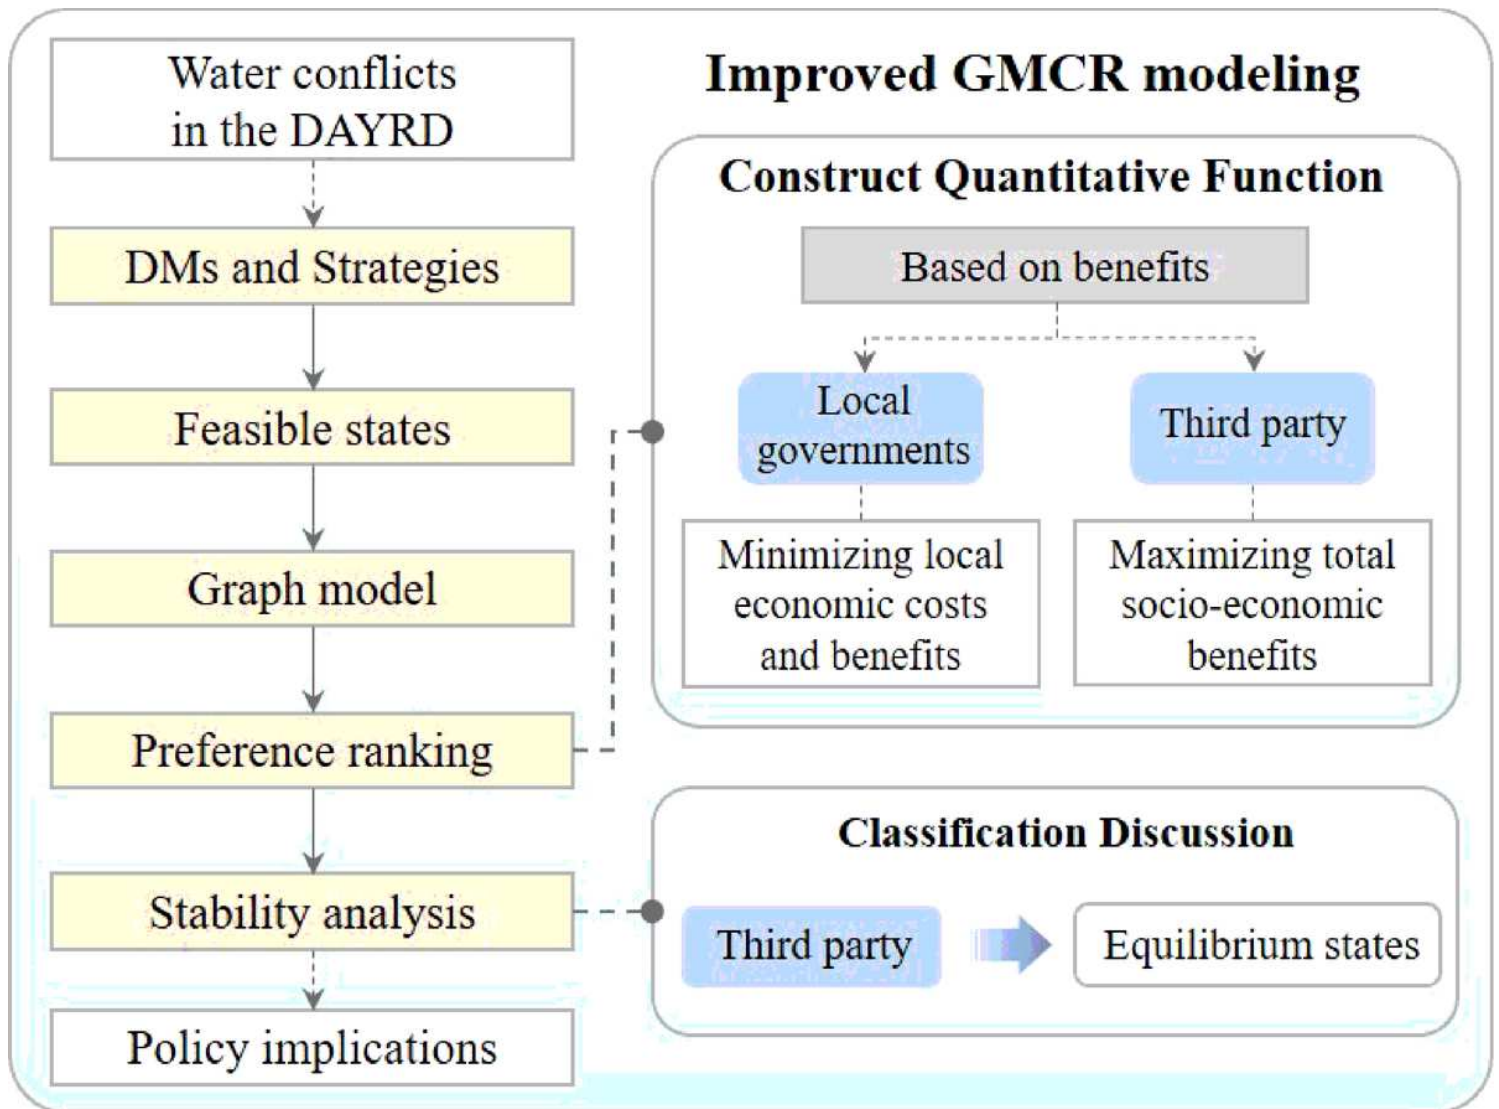 Water conflicts
in the DAYRD
DMs and Strategies
Feasible states
Graph model
Preference ranking
Stability analysis
Policy implications
Improved GMCR modeling
Construct Quantitative Function
Based on benefits
Local
governments
Third party
Minimizing local
economic costs
and benefits
Maximizing total
socio-economic
benefits
Classification Discussion
Third party
Equilibrium states